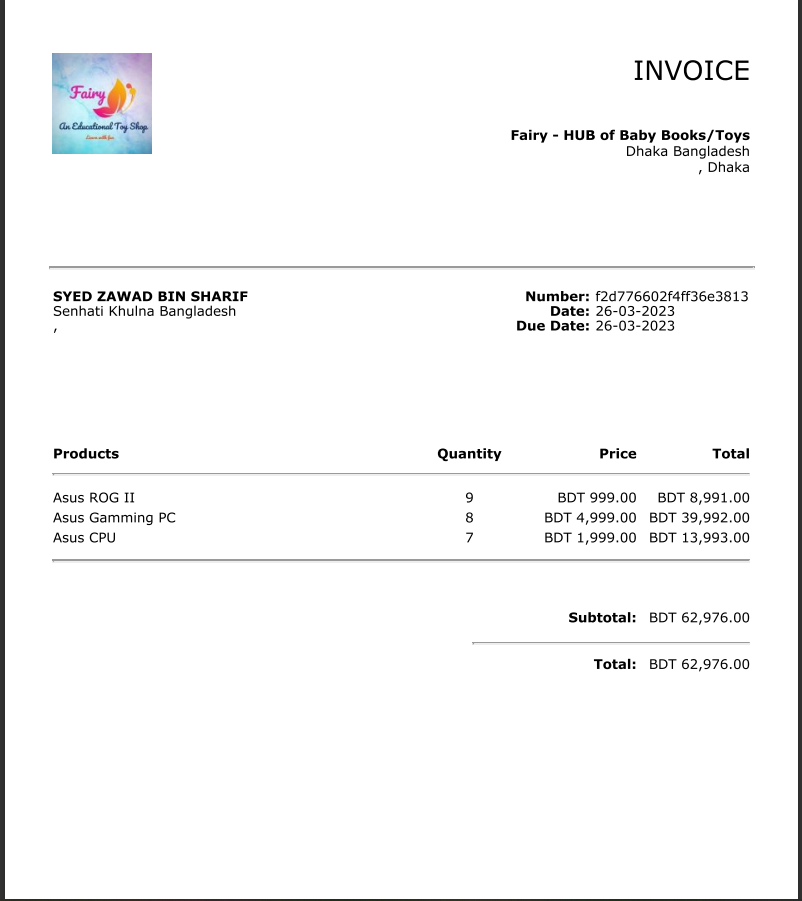 Fairy
An Educational Toy Shop
Learn with fun
INVOICE
Fairy - HUB of Baby Books/Toys
Dhaka Bangladesh
, Dhaka
SYED ZAWAD BIN SHARIF
Senhati Khulna Bangladesh
,
Number: f2d776602f4ff36e3813
Date: 26-03-2023
Due Date: 26-03-2023
Products Quantity Price Total
Asus ROG II 9 BDT 999.00 BDT 8,991.00
Asus Gamming PC 8 BDT 4,999.00 BDT 39,992.00
Asus CPU 7 BDT 1,999.00 BDT 13,993.00
Subtotal: BDT 62,976.00
Total: BDT 62,976.00